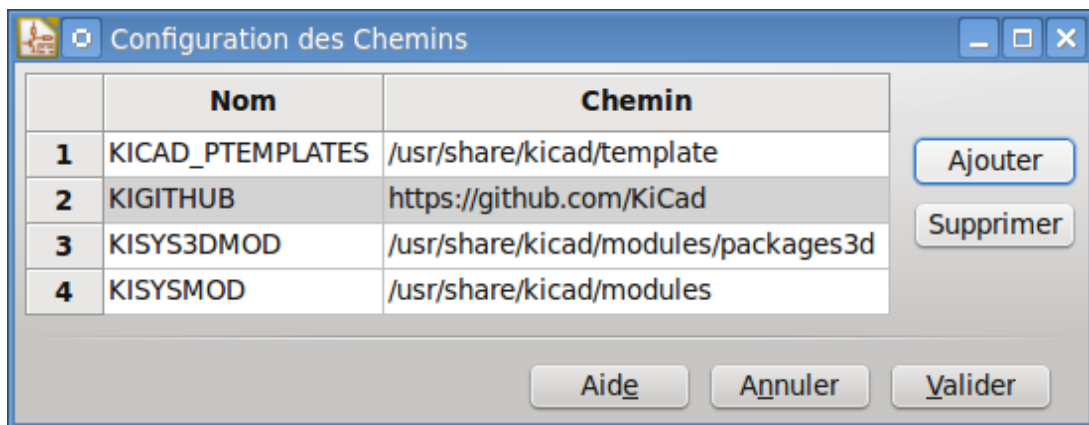 Configuration des Chemins
Nom Chemin
1 KICAD_PTEMPLATES /usr/share/kicad/template
2 KIGITHUB https://github.com/KiCad
3 KISYS3DMOD /usr/share/kicad/modules/packages3d
4 KISYSMOD /usr/share/kicad/modules
Ajouter
Supprimer
Aide Annuler Valider